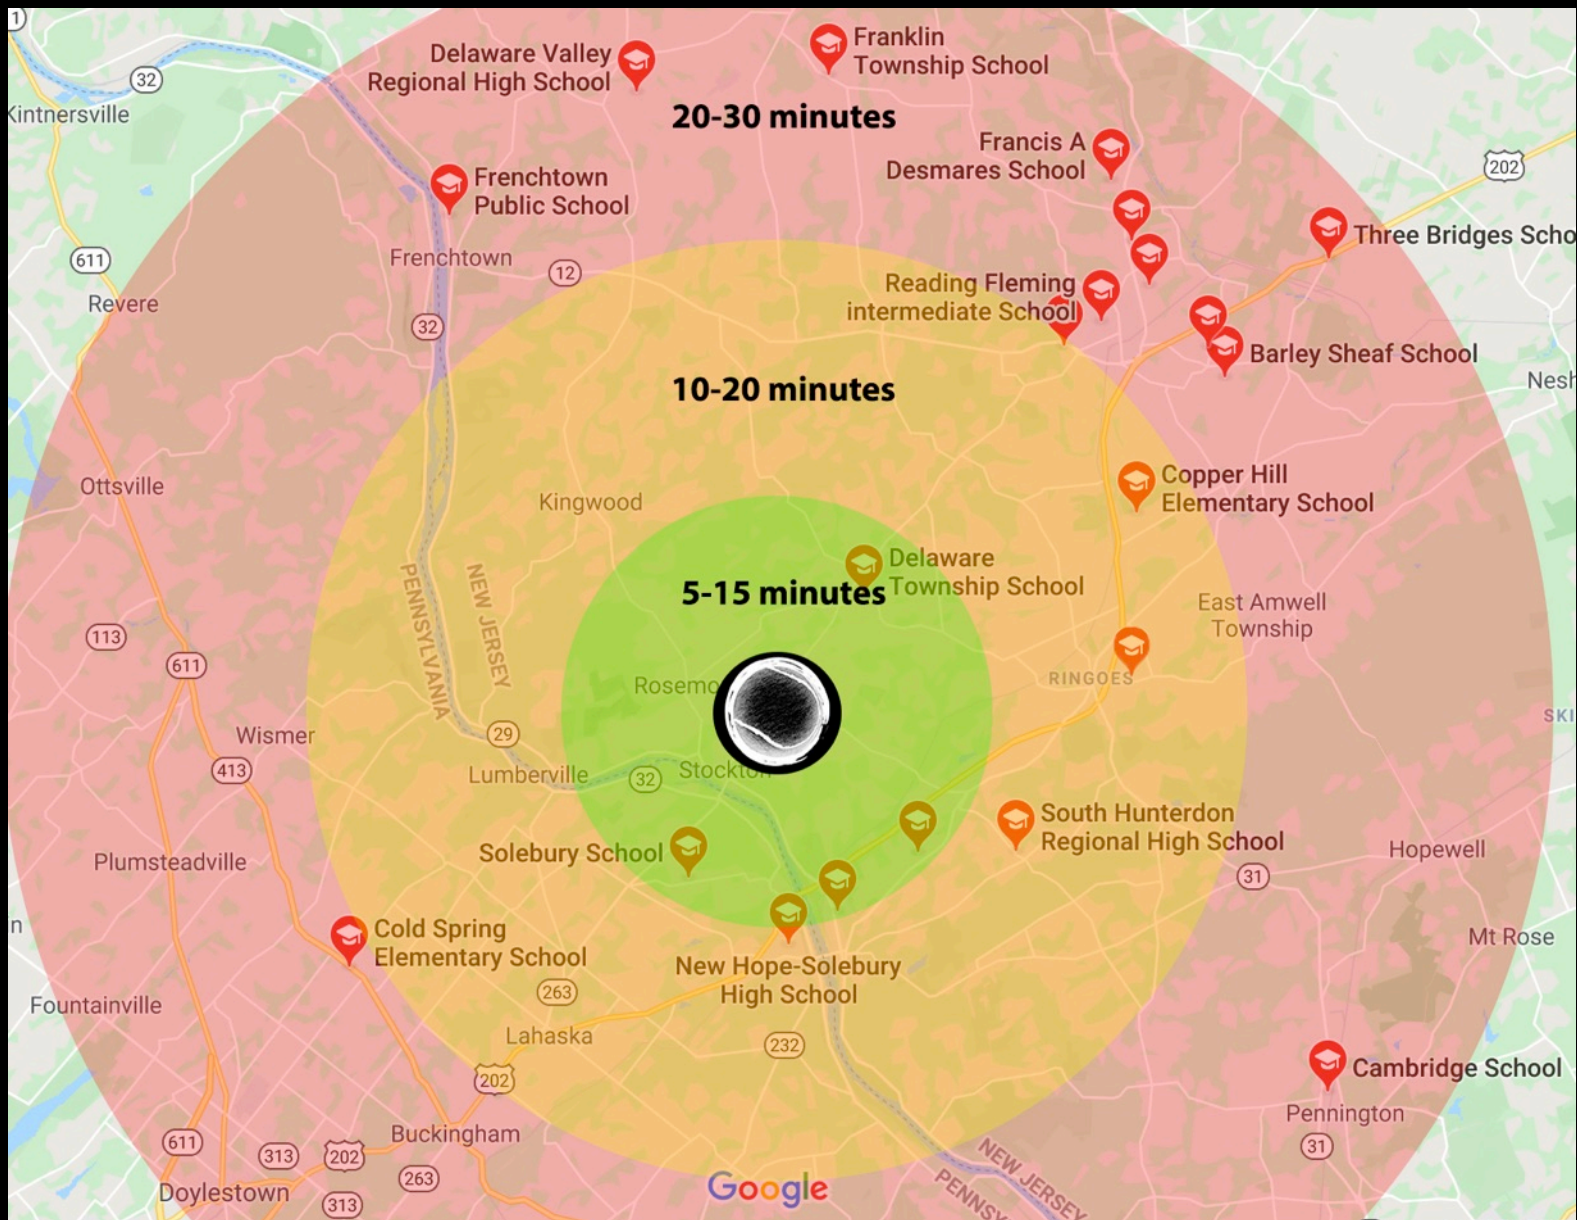 1
Delaware Valley
Regional High School
Franklin
Township School
32
Kintnersville
20-30 minutes
Francis A
Desmares School
202
Frenchtown
Public School
Three Bridges Scho
Frenchtown
12
611
Revere
Reading Fleming
intermediate School
32
Barley Sheaf School
Nesh
10-20 minutes
Ottsville
Kingwood
Copper Hill
Elementary School
Delaware
Township School
5-15 minutes
PENNSYLVANIA
NEW JERSEY
East Amwell
Township
113
611
Rosemo
RINGOES
SKI
29
Wismer
413
Lumberville
32
Stockton
South Hunterdon
Regional High School
Solebury School
Plumsteadville
Hopewell
31
n
Cold Spring
Elementary School
Mt Rose
New Hope-Solebury
High School
263
Fountainville
Lahaska
232
202
Cambridge School
Pennington
Buckingham
611
313
202
263
31
NEW JERSEY
PENNSY
Google
Doylestown
313